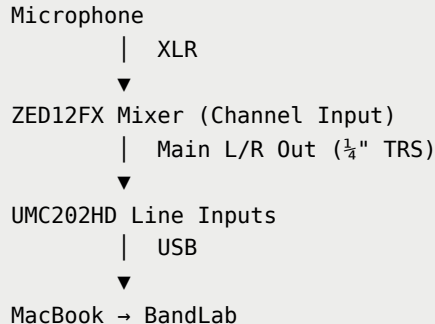 Microphone
│ XLR
▼
ZED12FX Mixer (Channel Input)
│ Main L/R Out (¼" TRS)
▼
UMC202HD Line Inputs
│ USB
▼
MacBook → BandLab